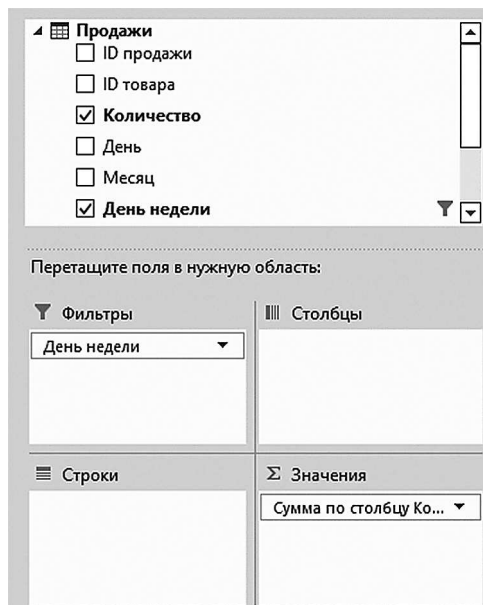 Продажи
ID продажи
ID товара
Количество
День
Месяц
День недели
Перетащите поля в нужную область:
Фильтры
Столбцы
День недели
Строки
Σ Значения
Сумма по столбцу Ко...